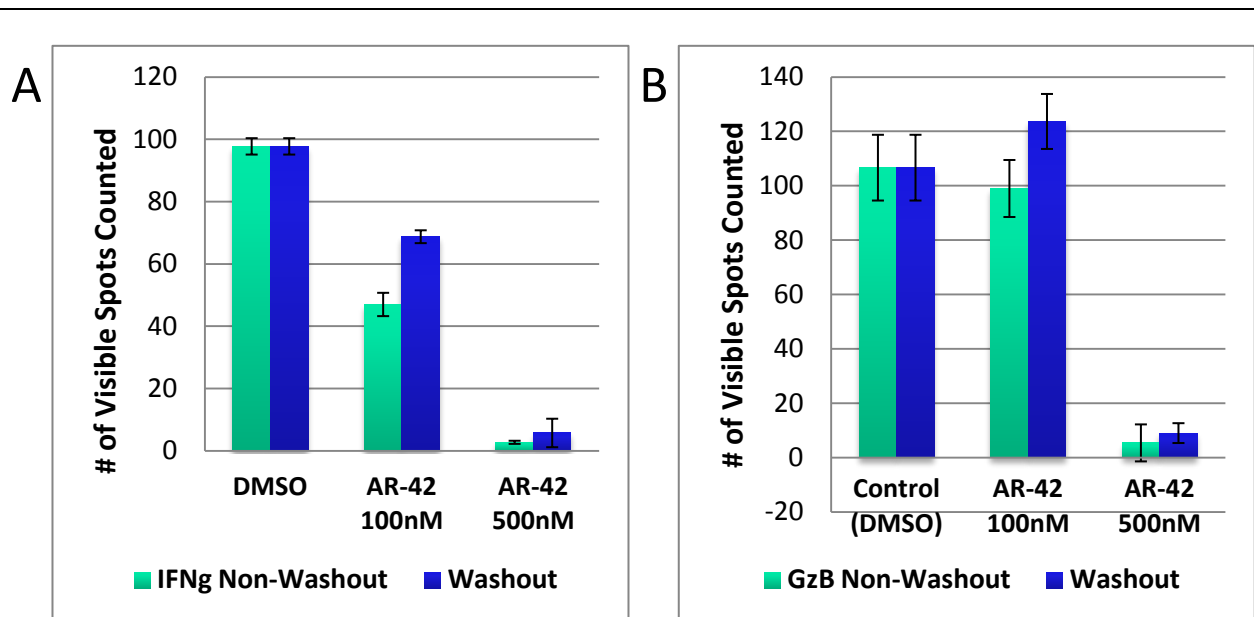 A
# of Visible Spots Counted
120
100
80
60
40
20
0
DMSO
AR-42
100nM
AR-42
500nM
IFNg Non-Washout
Washout
B
# of Visible Spots Counted
140
120
100
80
60
40
20
0
-20
Control
(DMSO)
AR-42
100nM
AR-42
500nM
GzB Non-Washout
Washout